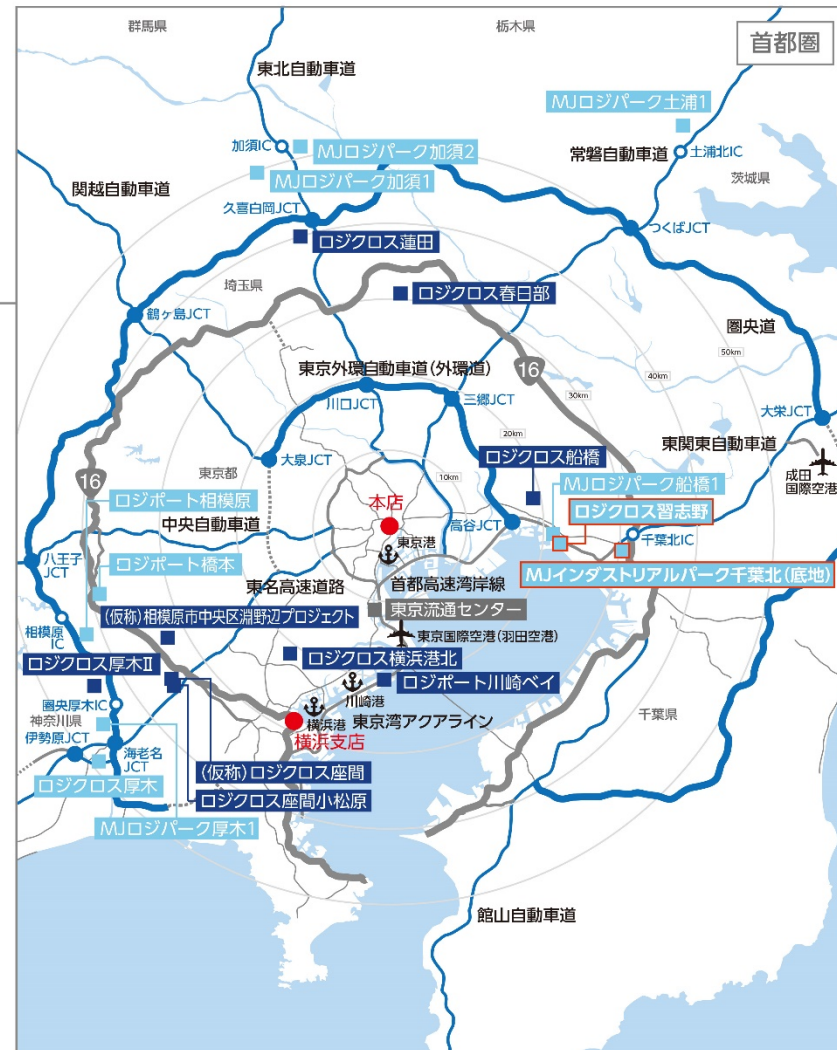 群馬県
栃木県
首都圏
東北自動車道
MJロジパーク土浦1
加須IC
MJロジパーク加須2
常磐自動車道
土浦北IC
MJロジパーク加須1
茨城県
関越自動車道
久喜白岡JCT
つくばJCT
ロジクロス蓮田
埼玉県
ロジクロス春日部
鶴ヶ島JCT
圏央道
50km
東京外環自動車道(外環道)
16
40km
川口JCT
三郷JCT
30km
大栄JCT
20km
東関東自動車道
大泉JCT
ロジクロス船橋
成田
国際空港
東京都
10km
16
MJロジパーク船橋1
ロジポート相模原
本店
ロジクロス習志野
中央自動車道
高谷JCT
千葉北IC
東京港
八王子
JCT
ロジポート橋本
東名高速道路
首都高速湾岸線
MJインダストリアルパーク千葉北(底地)
東京流通センター
(仮称)相模原市中央区淵野辺プロジェクト
相模原
IC
東京国際空港(羽田空港)
ロジクロス横浜港北
ロジクロス厚木Ⅱ
ロジポート川崎ベイ
川崎港
圏央厚木IC
横浜港
東京湾アクアライン
神奈川県
千葉県
伊勢原JCT
横浜支店
海老名
JCT
(仮称)ロジクロス座間
ロジクロス厚木
ロジクロス座間小松原
MJロジパーク厚木1
館山自動車道